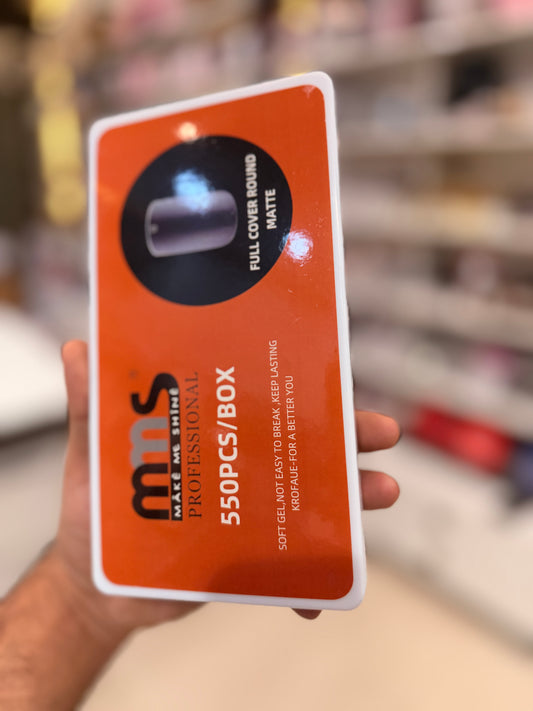 mms®
MAKE ME SHINE
PROFESSIONAL
550PCS/BOX
SOFT GEL,NOT EASY TO BREAK ,KEEP LASTING
KROFAUE-FOR A BETTER YOU
FULL COVER ROUND
MATTE